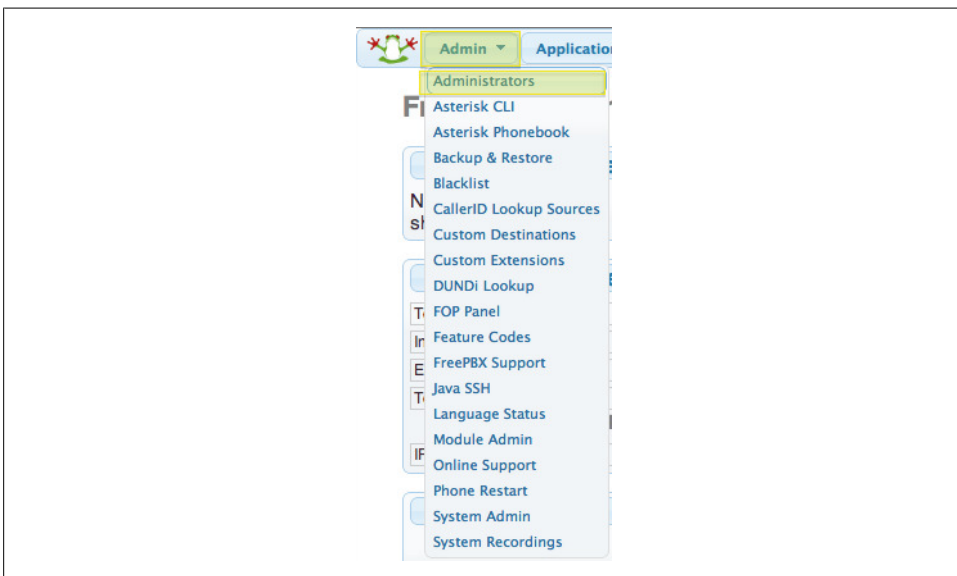 Admin Applicatio
Administrators
Asterisk CLI
Asterisk Phonebook
Backup & Restore
Blacklist
CallerID Lookup Sources
Custom Destinations
Custom Extensions
DUNDi Lookup
FOP Panel
Feature Codes
FreePBX Support
Java SSH
Language Status
Module Admin
Online Support
Phone Restart
System Admin
System Recordings